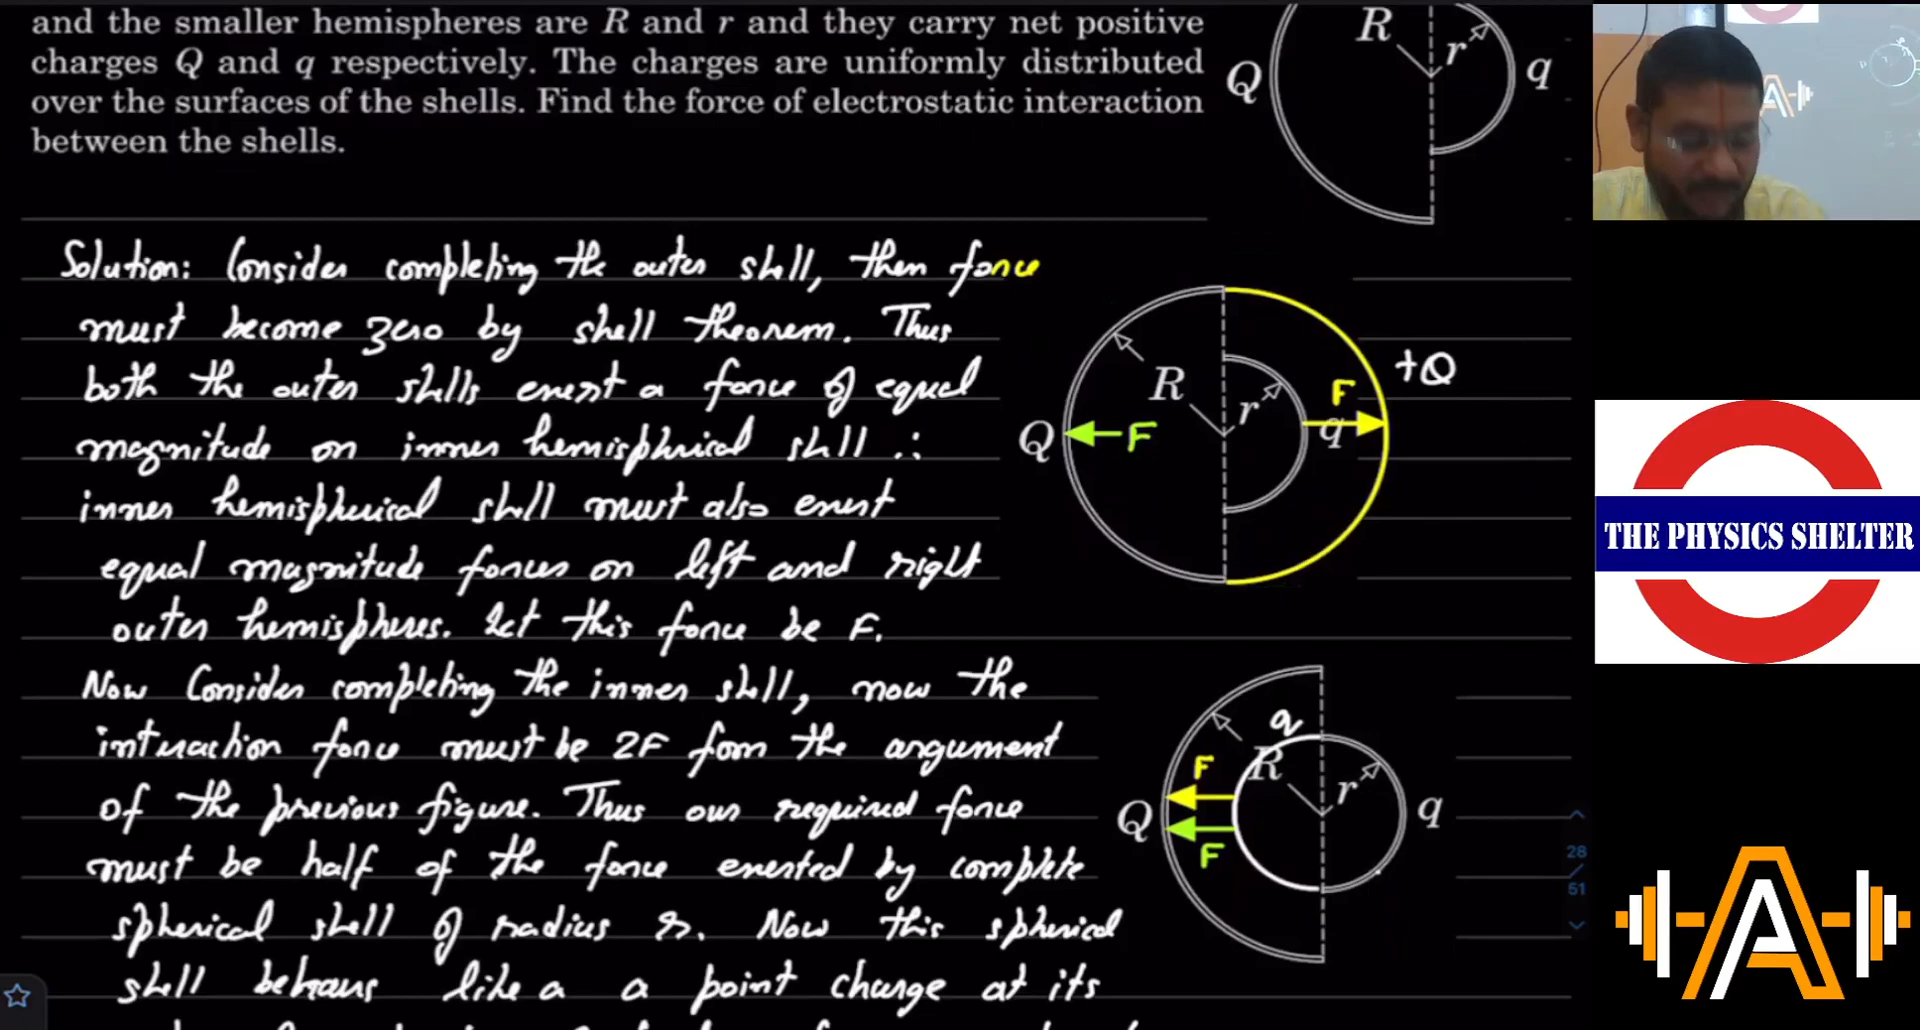 and the smaller hemispheres are R and r and they carry net positive
charges Q and q respectively. The charges are uniformly distributed
over the surfaces of the shells. Find the force of electrostatic interaction
between the shells.
R
r
Q
q
Solution: Consider completing the outer shell, then force
must become zero by shell theorem. Thus
both the outer shells exert a force of equal
magnitude on inner hemispherical shell ∴
inner hemispherical shell must also exert
equal magnitude forces on left and right
outer hemispheres. Let this force be F.
+Q
R
r
F
q
Q
F
Now Consider completing the inner shell, now the
interaction force must be 2F from the argument
of the previous figure. Thus our required force
must be half of the force exerted by complete
spherical shell of radius r. Now this spherical
shell behaves like a a point charge at its
q
R
r
F
Q
F
q
28
51
THE PHYSICS SHELTER
A